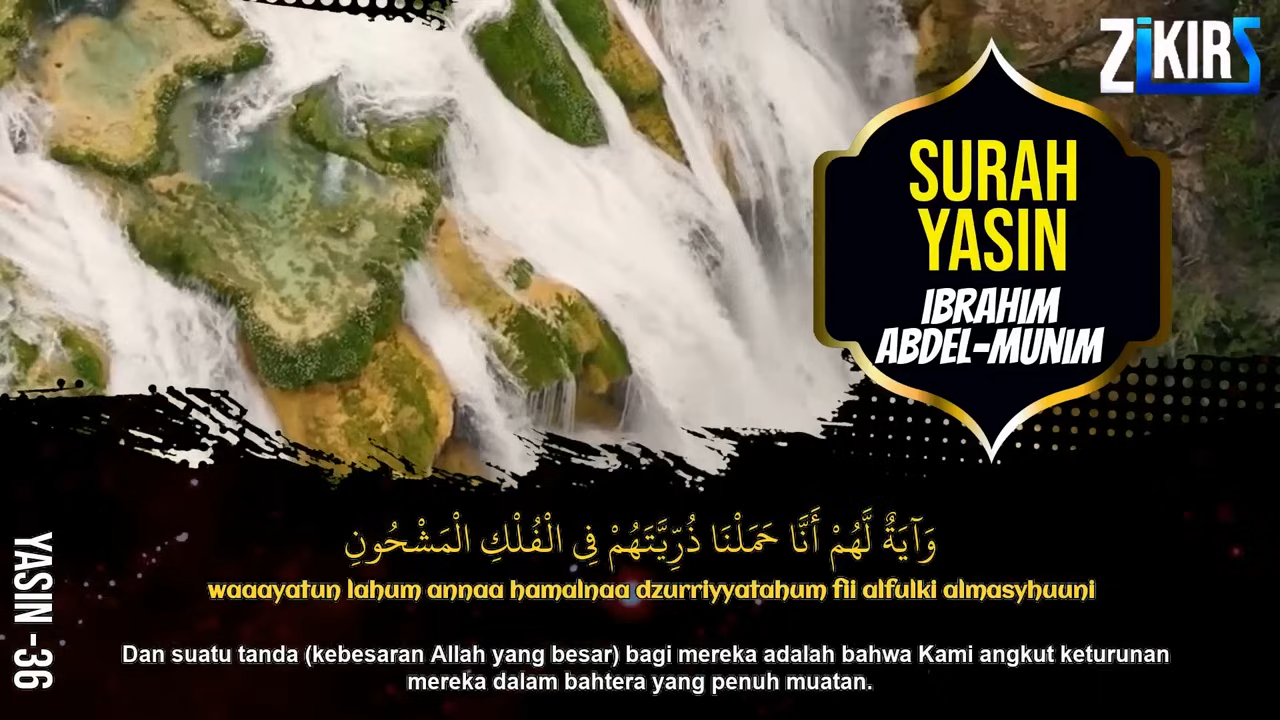 ZiKIRS
SURAH
YASIN
IBRAHIM
ABDEL-MUNIM
وَآيَةٌ لَّهُمْ أَنَّا حَمَلْنَا ذُرِّيَّتَهُمْ فِي الْفُلْكِ الْمَشْحُونِ
waaayatun lahum annaa hamalnaa dzurriyyatahum fii alfulki almasyhuuni
YASIN -36
Dan suatu tanda (kebesaran Allah yang besar) bagi mereka adalah bahwa Kami angkut keturunan
mereka dalam bahtera yang penuh muatan.